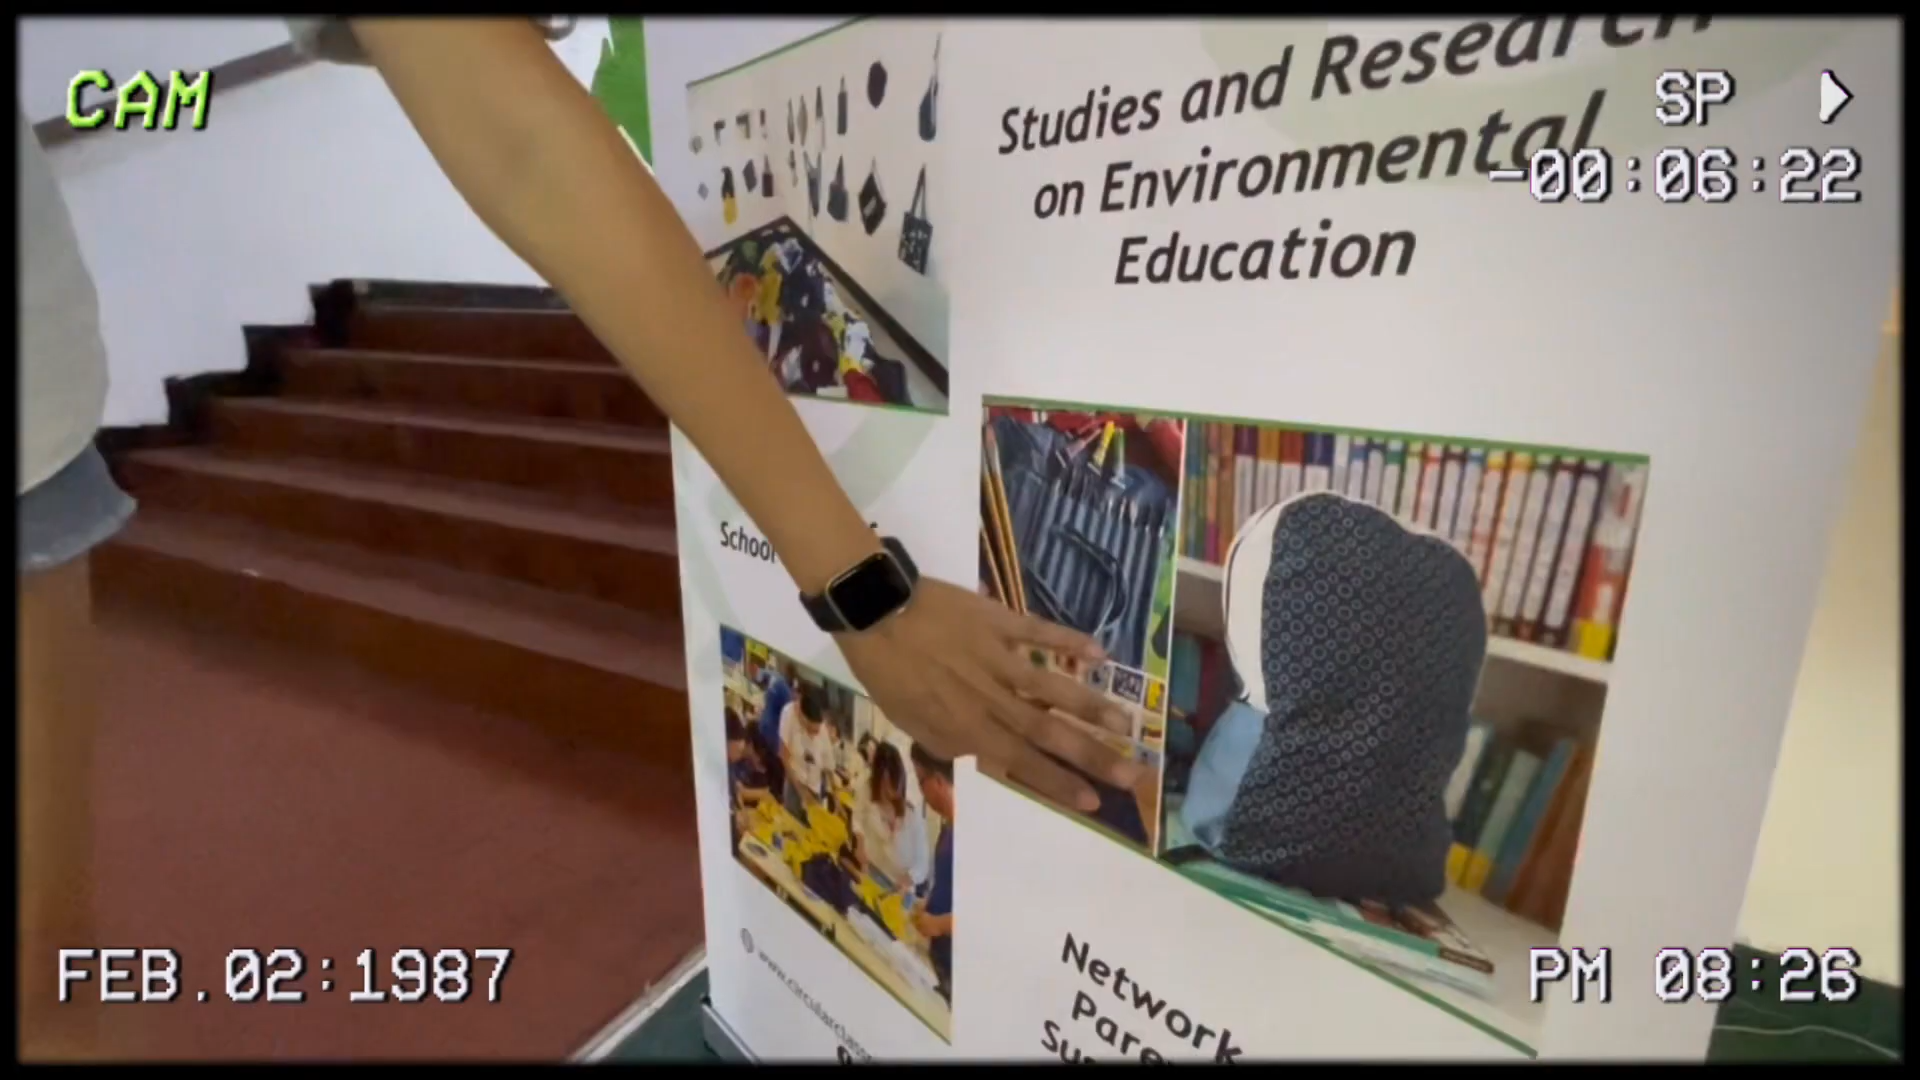 CAM
SP
-00:06:22
Studies and Research
on Environmental
Education
School
Network
FEB.02:1987
PM 08:26